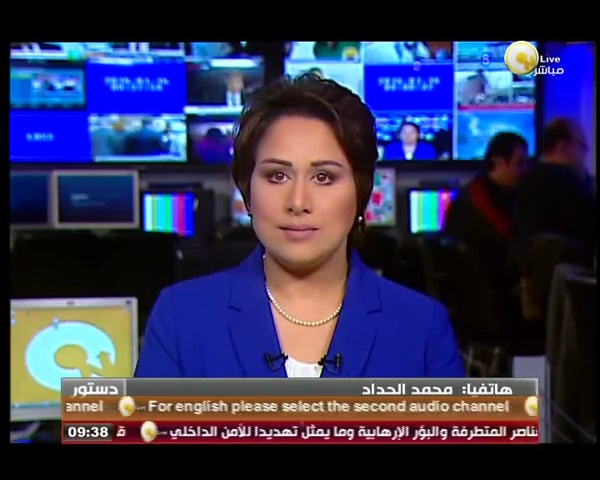 Live
مباشر
هاتفيا: محمد الحداد
دستور
annel For english please select the second audio channel
09:38
ناصر المتطرفة والبؤر الإرهابية وما يمثل تهديدا للأمن الداخلي